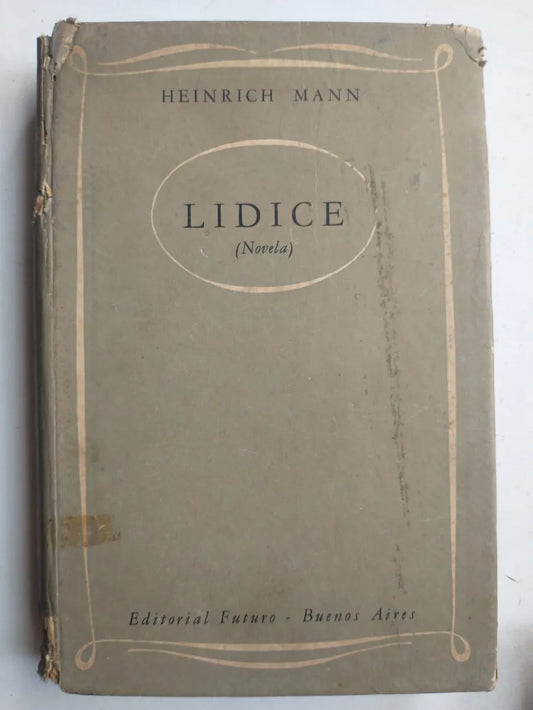 HEINRICH MANN
LIDICE
(Novela)
Editorial Futuro - Buenos Aires